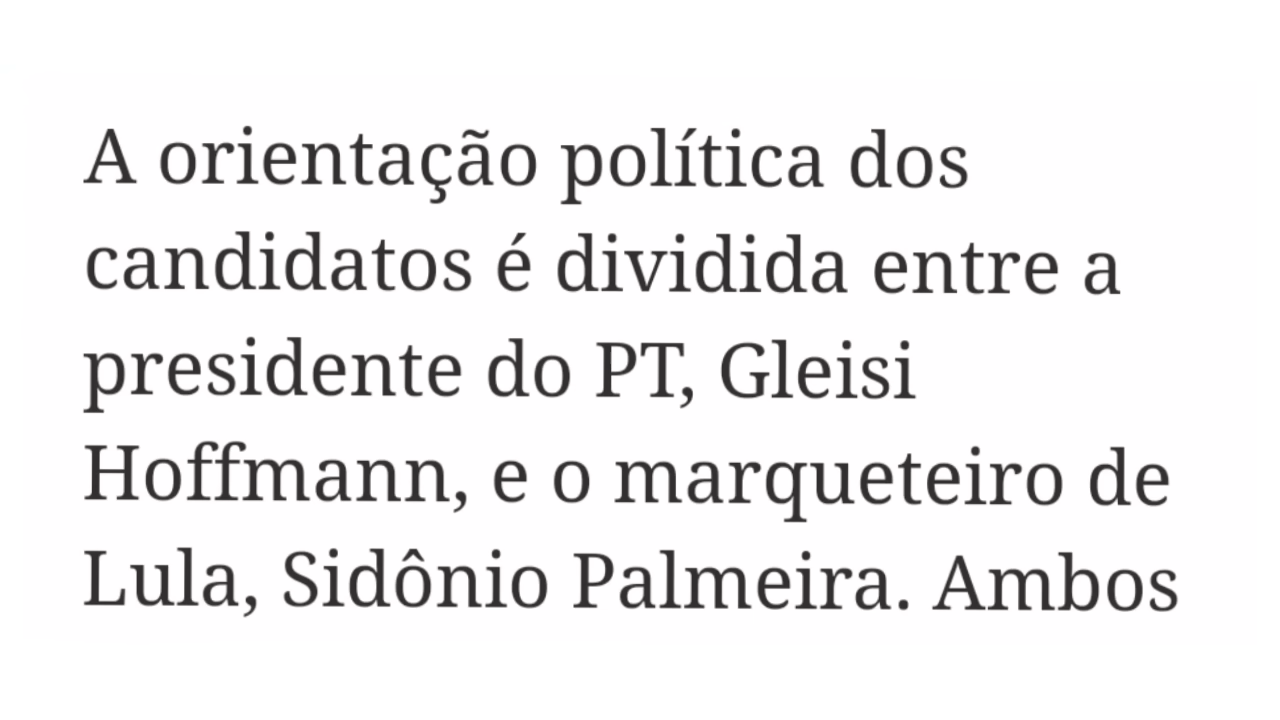 A orientação política dos
candidatos é dividida entre a
presidente do PT, Gleisi
Hoffmann, e o marqueteiro de
Lula, Sidônio Palmeira. Ambos